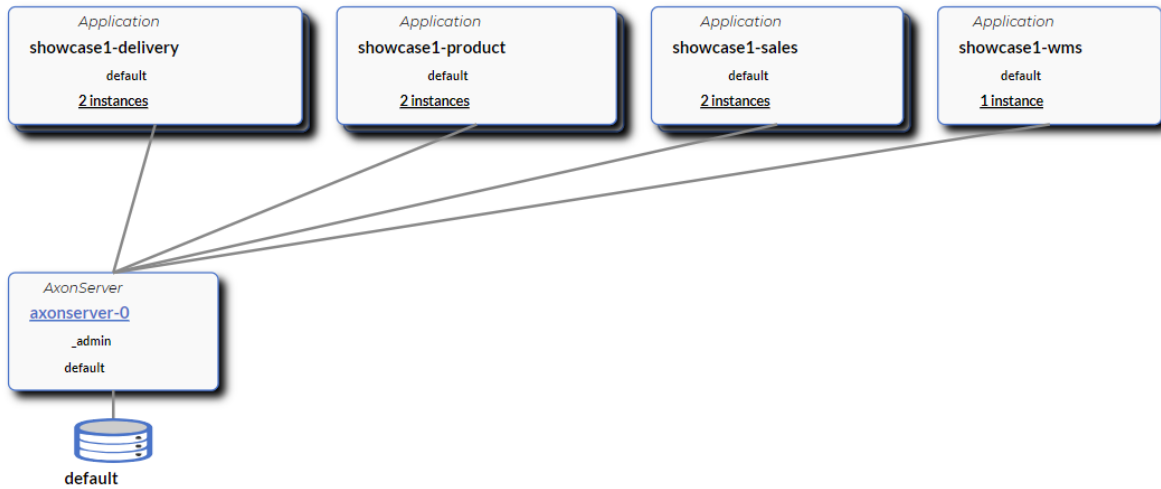 Application
showcase1-delivery
default
2 instances
Application
showcase1-product
default
2 instances
Application
showcase1-sales
default
2 instances
Application
showcase1-wms
default
1 instance
AxonServer
axonserver-0
_admin
default
default